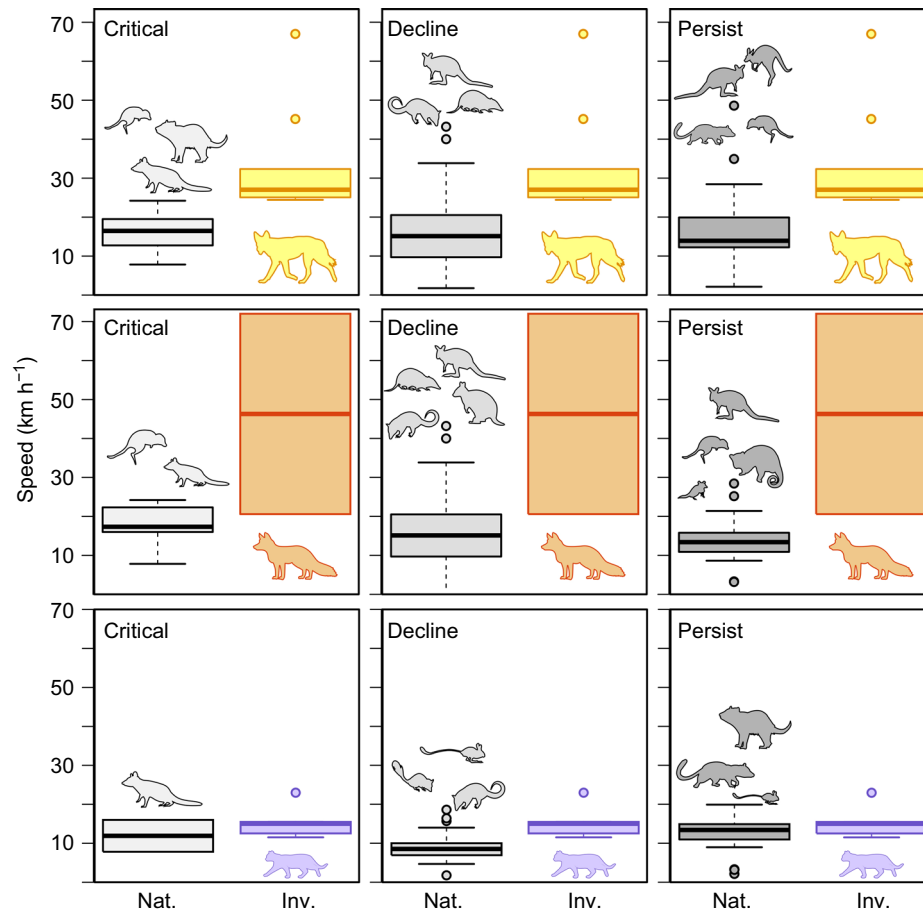 Critical
Decline
Persist
70
50
30
10
Critical
Decline
Persist
70
50
30
10
Speed (km h⁻¹)
Critical
Decline
Persist
70
50
30
10
Nat.
Inv.
Nat.
Inv.
Nat.
Inv.